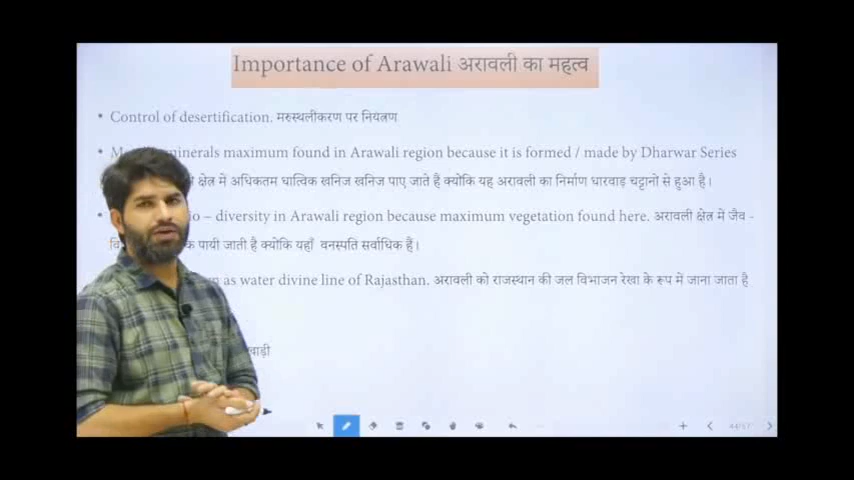 Importance of Arawali अरावली का महत्व
• Control of desertification. मरुस्थलीकरण पर नियंत्रण
• minerals maximum found in Arawali region because it is formed / made by Dharwar Series
क्षेत्र में अधिकतम धात्विक खनिज खनिज पाए जाते हैं क्योंकि यह अरावली का निर्माण धारवाड़ चट्टानो से हुआ है।
– diversity in Arawali region because maximum vegetation found here. अरावली क्षेत्र में जैव -
पायी जाती है क्योंकि यहाँ वनस्पति सर्वाधिक हैं।
as water divine line of Rajasthan. अरावली को राजस्थान की जल विभाजन रेखा के रूप में जाना जाता है
44/57